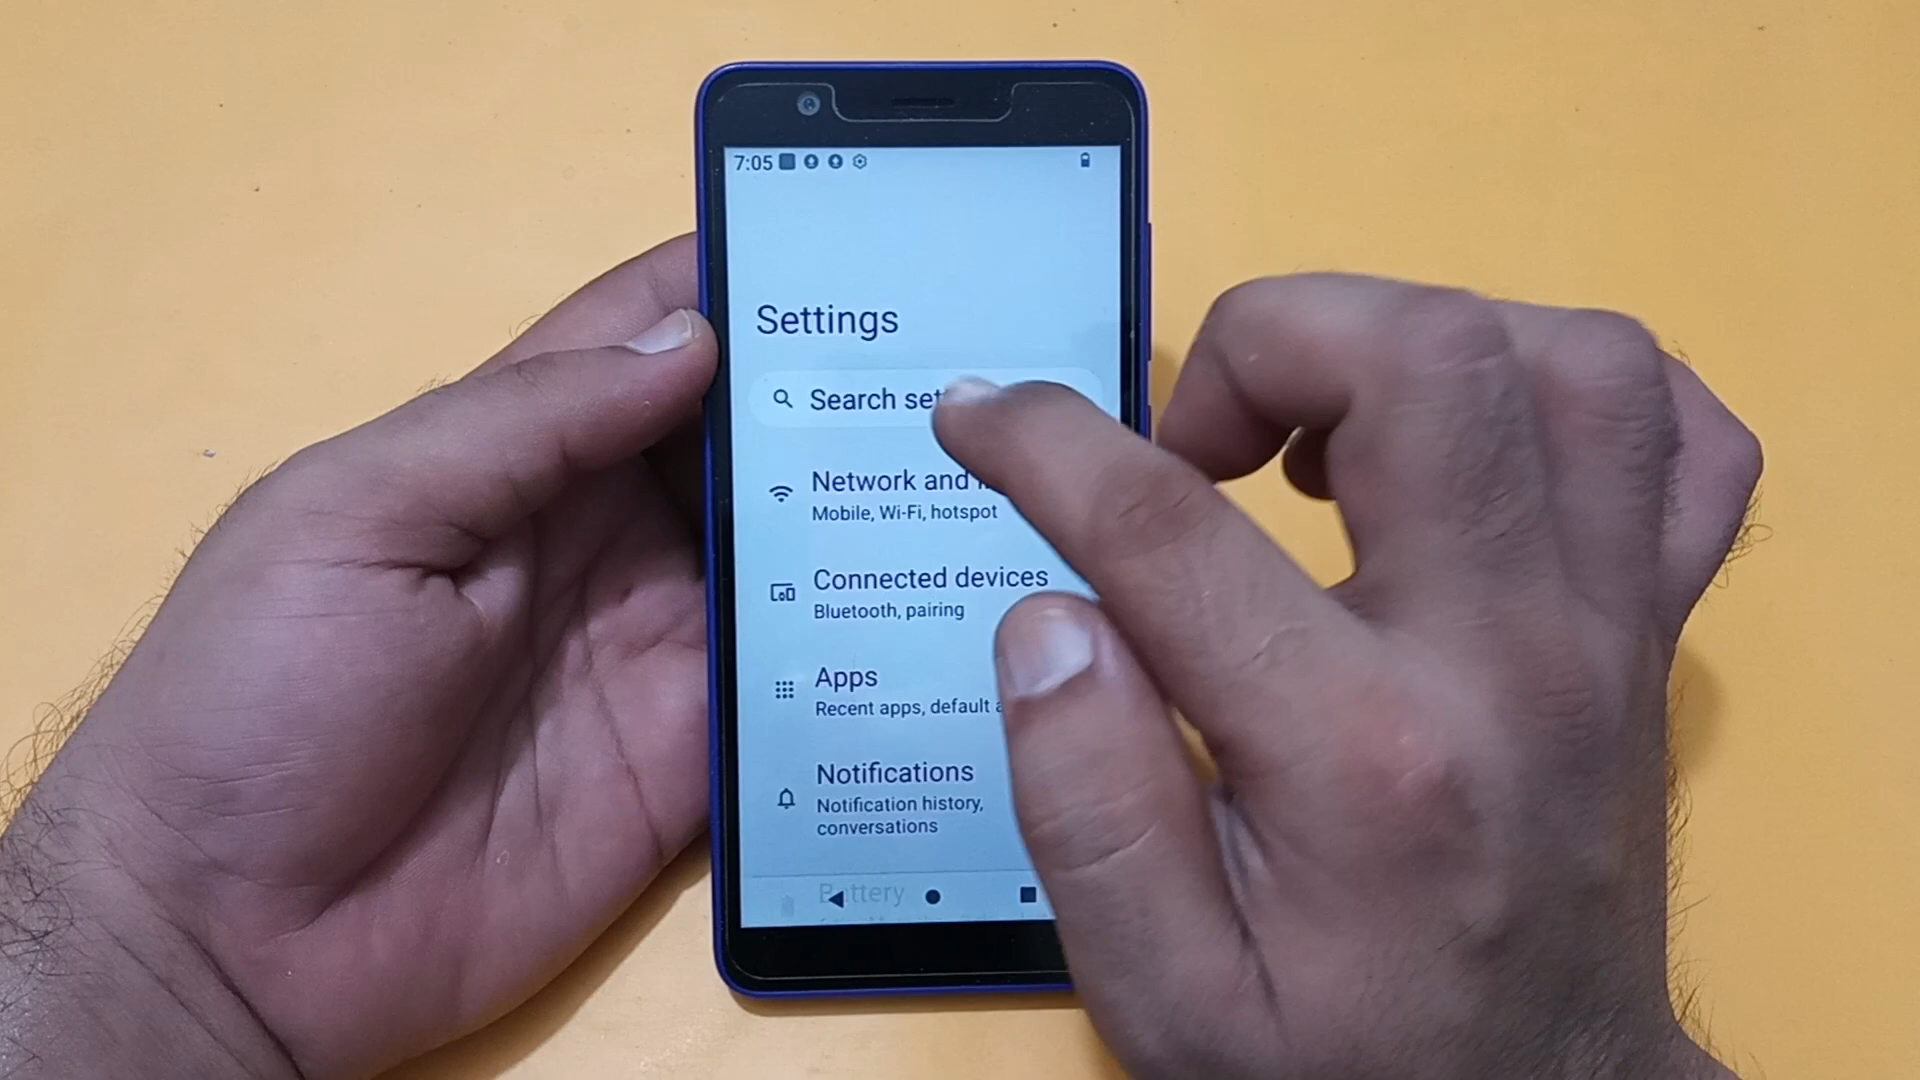 7:05
Settings
Search
Network and
Mobile, Wi-Fi, hotspot
Connected devices
Bluetooth, pairing
Apps
Recent apps, default
Notifications
Notification history,
conversations
Battery